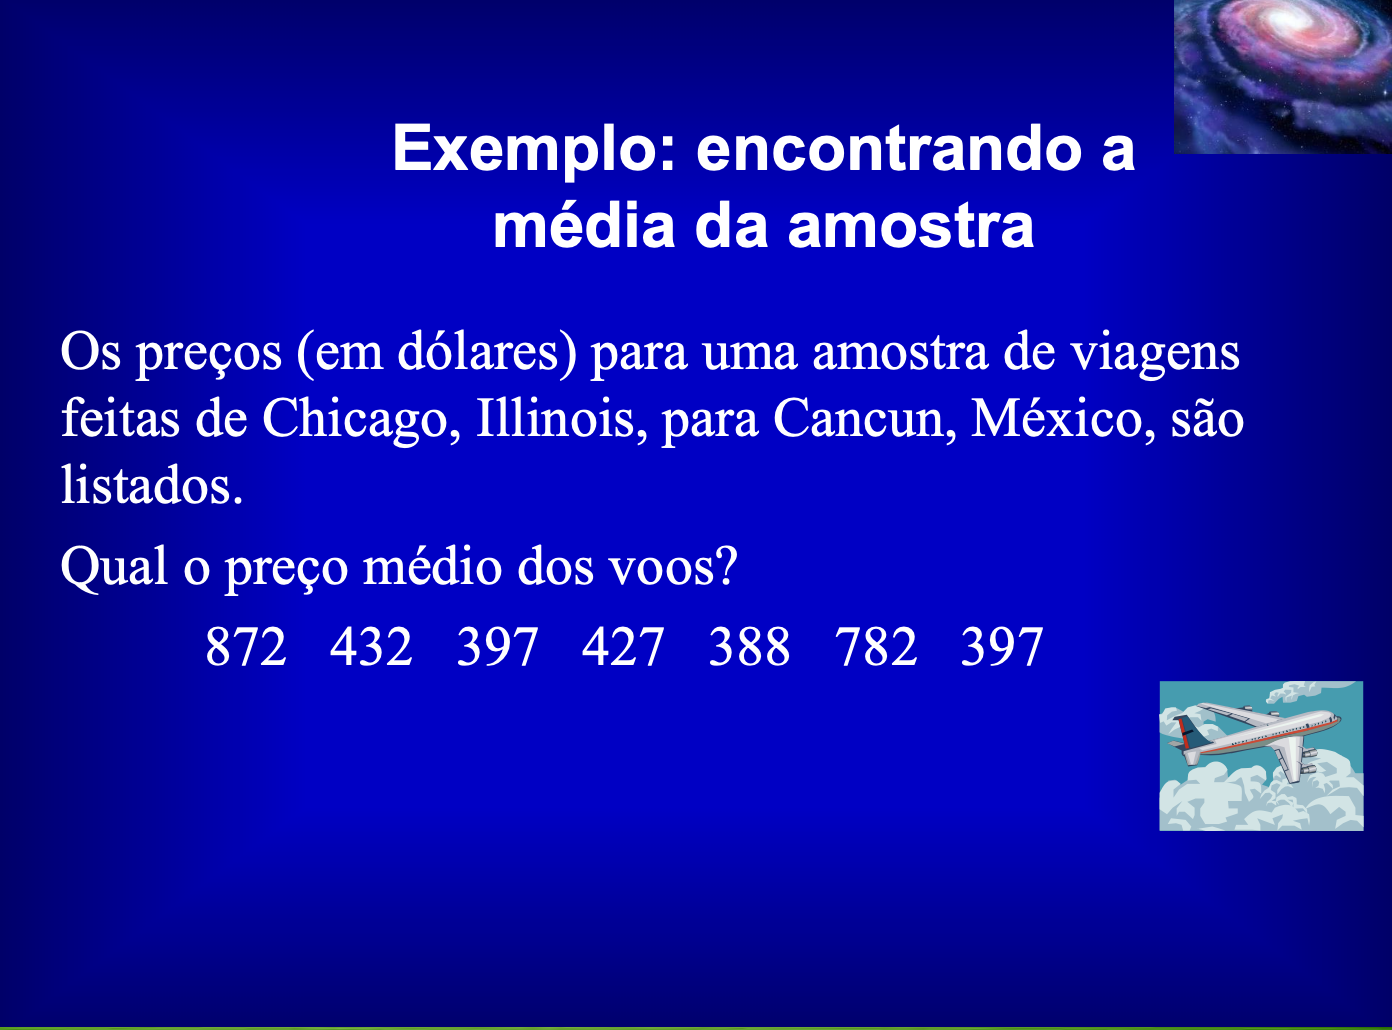 Exemplo: encontrando a
média da amostra
Os preços (em dólares) para uma amostra de viagens
feitas de Chicago, Illinois, para Cancun, México, são
listados.
Qual o preço médio dos voos?
872 432 397 427 388 782 397